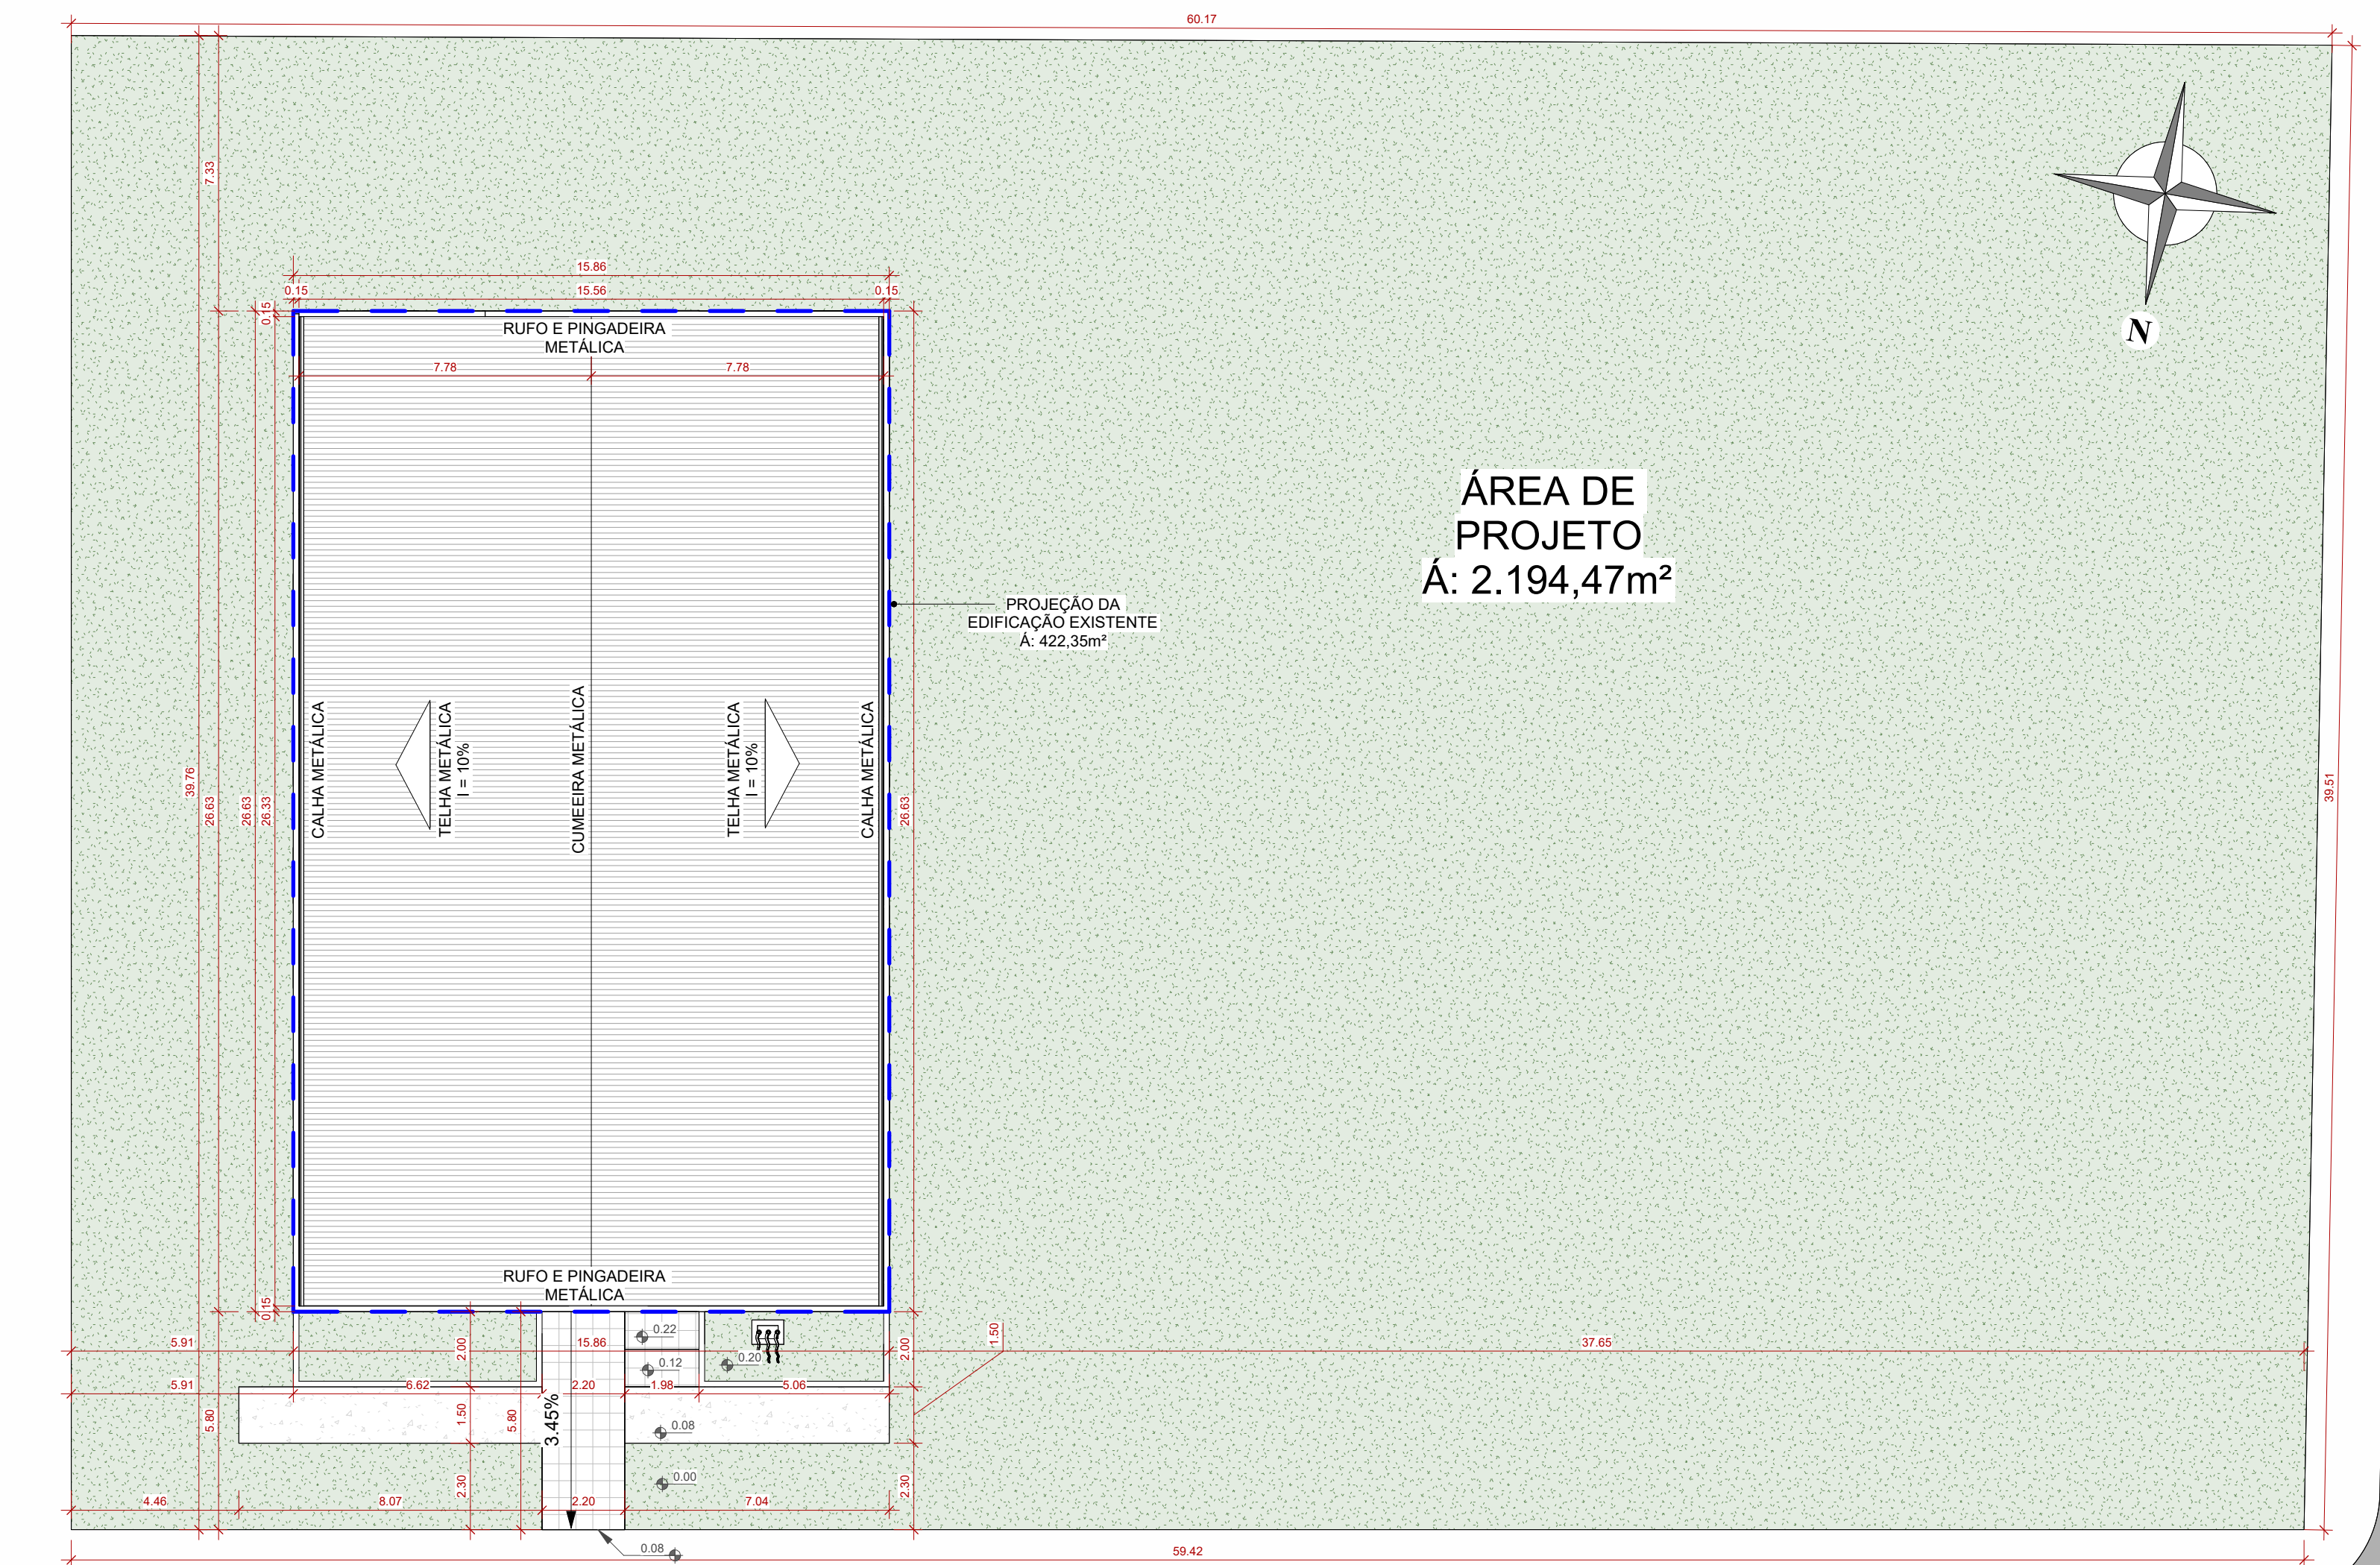 60.17
7.33
15.86
0.15
15.56
0.15
0.15
RUFO E PINGADEIRA
METÁLICA
7.78
7.78
N
ÁREA DE
PROJETO
Á: 2.194,47m²
PROJEÇÃO DA
EDIFICAÇÃO EXISTENTE
Á: 422,35m²
39.76
26.63
26.63
26.33
CALHA METÁLICA
TELHA METÁLICA
I = 10%
CUMEEIRA METÁLICA
TELHA METÁLICA
I = 10%
CALHA METÁLICA
26.63
39.51
RUFO E PINGADEIRA
METÁLICA
0.15
5.91
2.00
15.86
0.22
0.12
0.20
2.00
1.50
37.65
5.91
6.62
2.20
1.98
5.06
5.80
1.50
5.80
3.45%
0.08
2.30
0.00
2.30
4.46
8.07
2.20
7.04
0.08
59.42